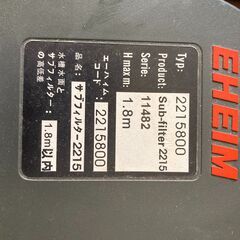 EHEIM
Typ: 2215800
Product: Sub-filter 2215
Serie: 11482
H max m: 1.8m
エーハイムコード: 2215800
品名: サブフィルター2215
水槽水面とサブフィルターの高低差: 1.8m以内